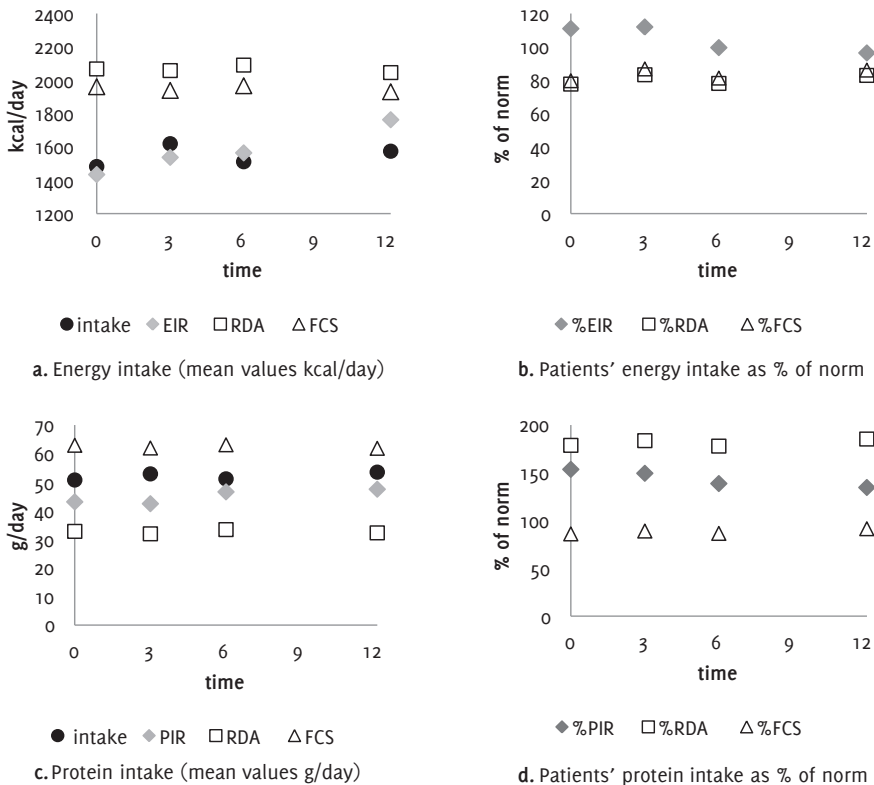 2400
2200
2000
1800
1600
1400
1200
kcal/day
0 3 6 9 12
time
● intake ◆ EIR □ RDA △ FCS
a. Energy intake (mean values kcal/day)
120
100
80
60
40
20
0
% of norm
0 3 6 9 12
time
◆ %EIR □ %RDA △ %FCS
b. Patients' energy intake as % of norm
70
60
50
40
30
20
10
0
g/day
0 3 6 9 12
time
● intake ◆ PIR □ RDA △ FCS
c. Protein intake (mean values g/day)
200
150
100
50
0
% of norm
0 3 6 9 12
time
◆ %PIR □ %RDA △ %FCS
d. Patients' protein intake as % of norm